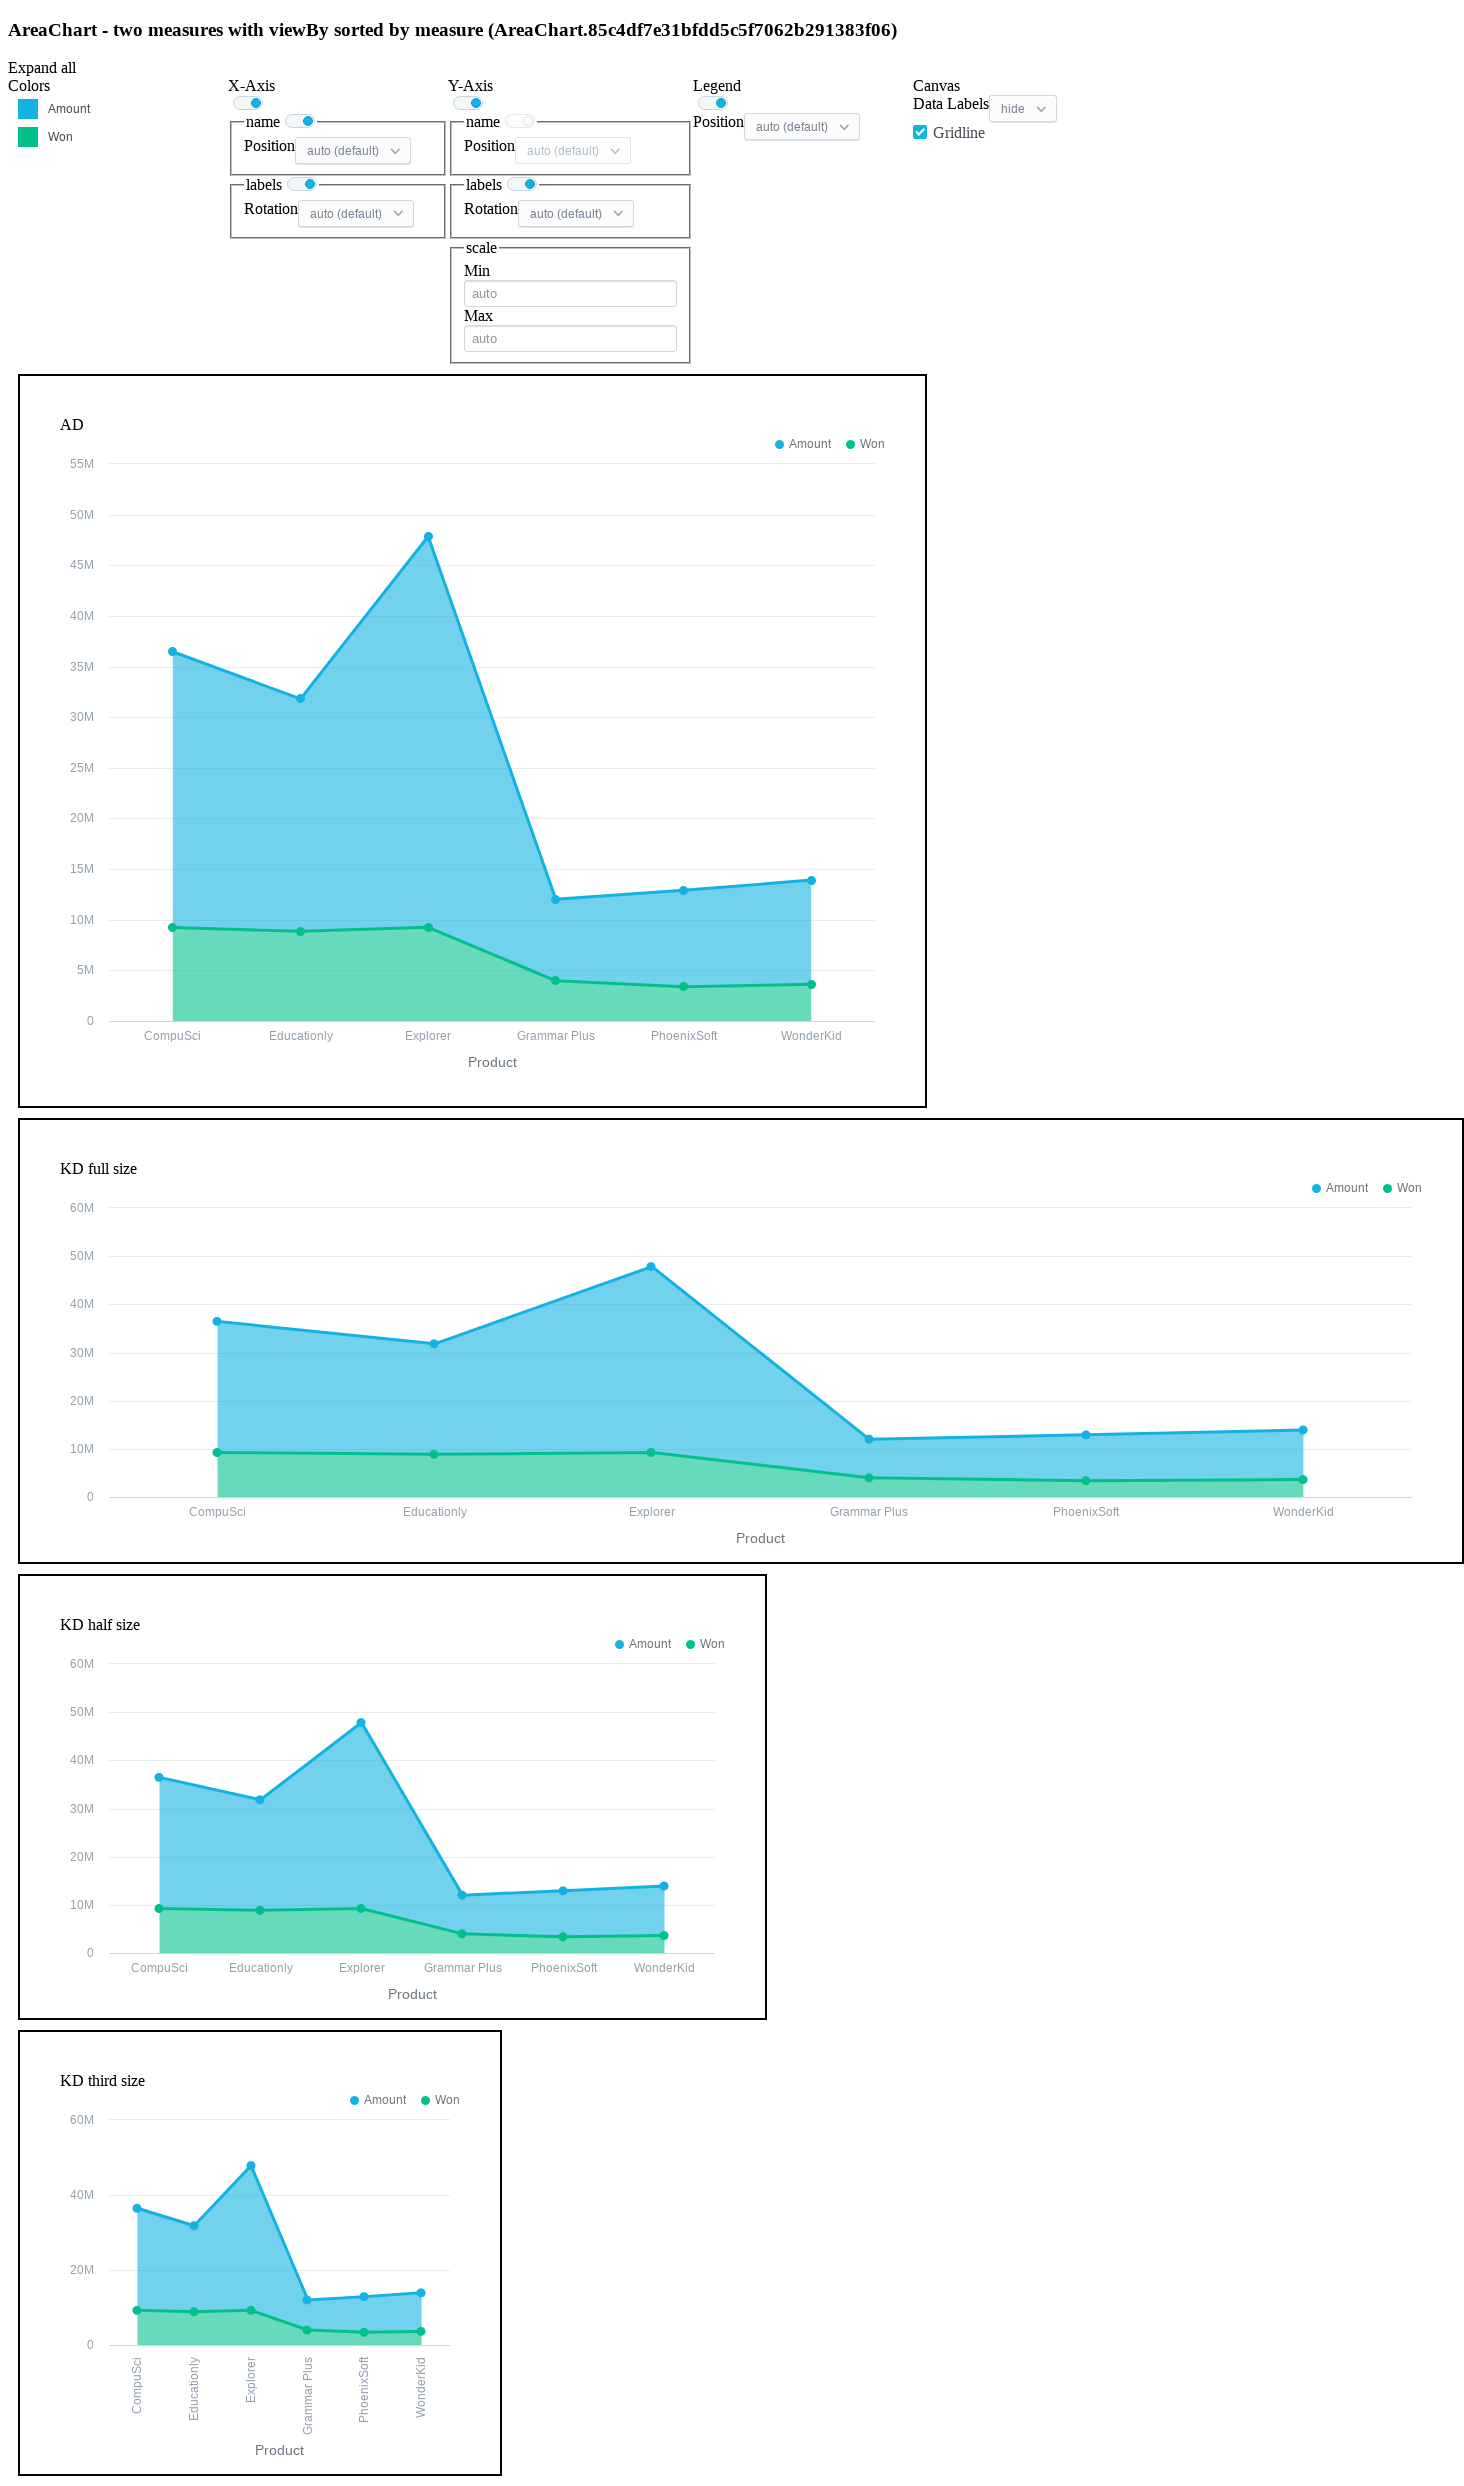 AreaChart - two measures with viewBy sorted by measure (AreaChart.85c4df7e31bfdd5c5f7062b291383f06)
Expand all
Colors
Amount
Won
X-Axis
name
Position auto (default)
labels
Rotation auto (default)
Y-Axis
name
Position auto (default)
labels
Rotation auto (default)
scale
Min
auto
Max
auto
Legend
Position auto (default)
Canvas
Data Labels hide
Gridline
AD
Amount Won
55M
50M
45M
40M
35M
30M
25M
20M
15M
10M
5M
0
CompuSci Educationly Explorer Grammar Plus PhoenixSoft WonderKid
Product
KD full size
Amount Won
60M
50M
40M
30M
20M
10M
0
CompuSci Educationly Explorer Grammar Plus PhoenixSoft WonderKid
Product
KD half size
Amount Won
60M
50M
40M
30M
20M
10M
0
CompuSci Educationly Explorer Grammar Plus PhoenixSoft WonderKid
Product
KD third size
Amount Won
60M
40M
20M
0
CompuSci
Educationly
Explorer
Grammar Plus
PhoenixSoft
WonderKid
Product